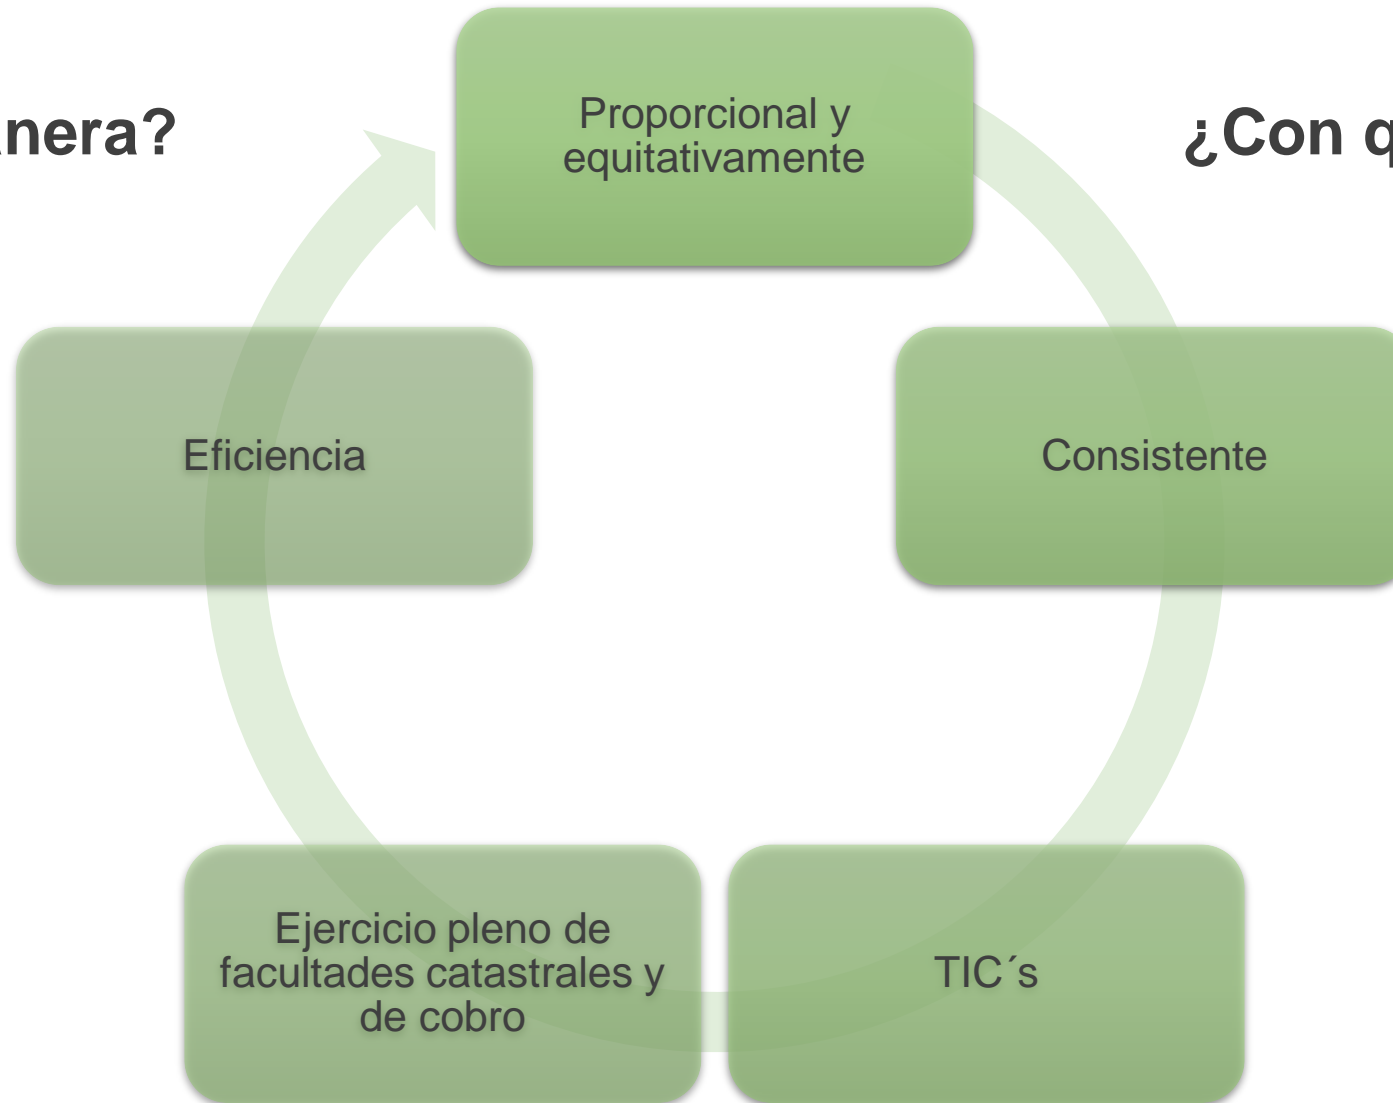 nera?
¿Con q
Proporcional y
equitativamente
Consistente
TIC´s
Ejercicio pleno de
facultades catastrales y
de cobro
Eficiencia